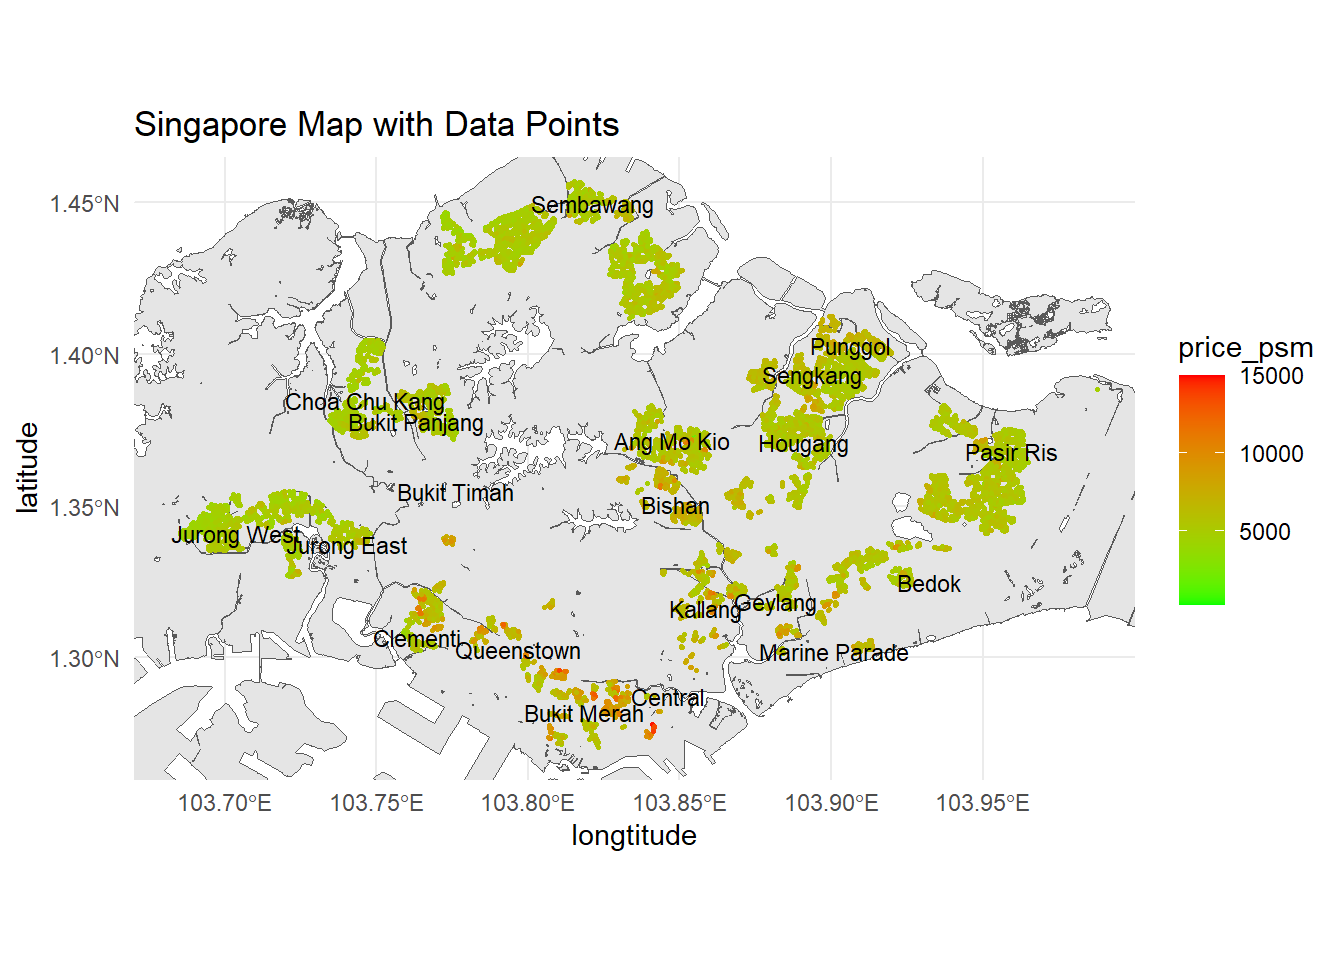 Singapore Map with Data Points
latitude
1.45°N
1.40°N
1.35°N
1.30°N
Sembawang
Punggol
Sengkang
Choa Chu Kang
Bukit Panjang
Ang Mo Kio
Hougang
Pasir Ris
Bukit Timah
Bishan
Jurong West
Jurong East
Bedok
Kallang
Geylang
Clementi
Queenstown
Marine Parade
Central
Bukit Merah
103.70°E
103.75°E
103.80°E
103.85°E
103.90°E
103.95°E
longtitude
price_psm
15000
10000
5000